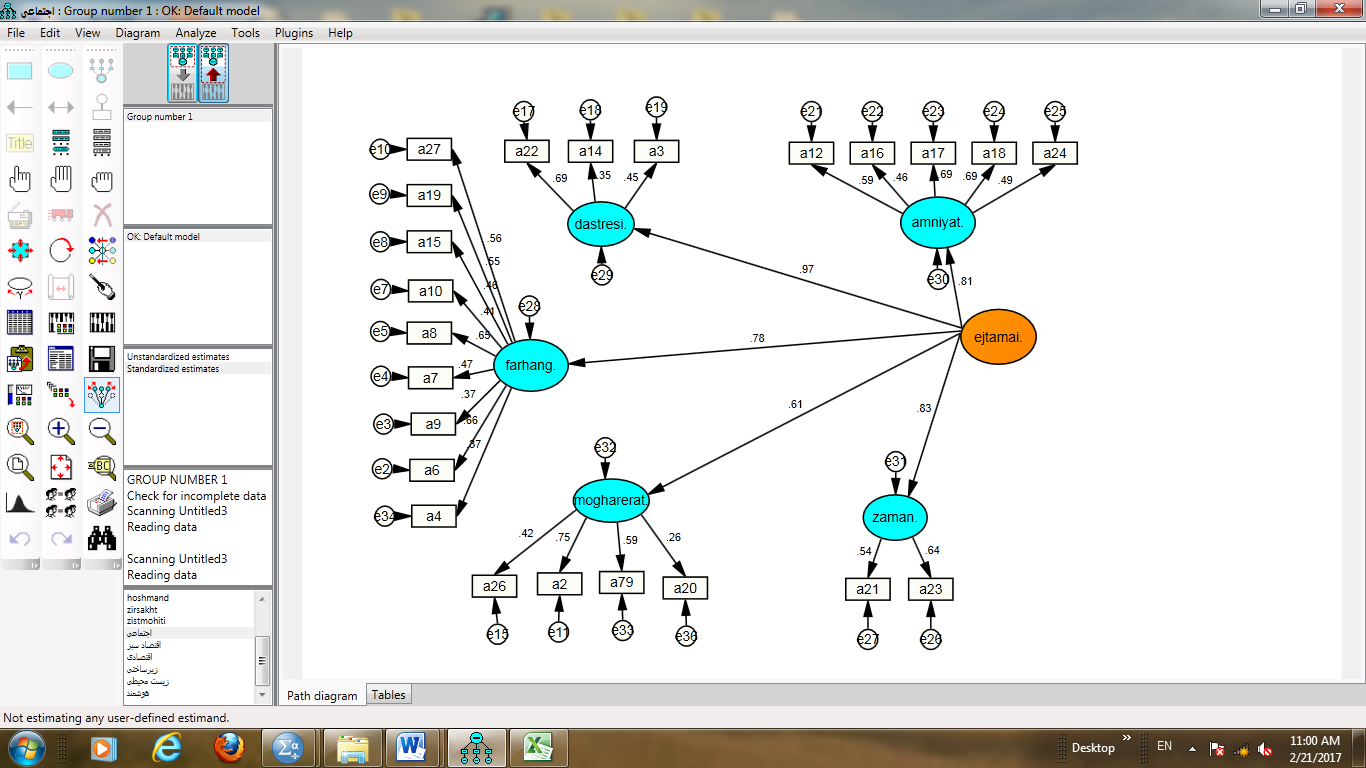 اجتماعی : Group number 1 : OK: Default model
File Edit View Diagram Analyze Tools Plugins Help
Title
Group number 1
OK: Default model
Unstandardized estimates
Standardized estimates
GROUP NUMBER 1
Check for incomplete data
Scanning Untitled3
Reading data
Scanning Untitled3
Reading data
hoshmand
zirsakht
zistmohiti
اجتماعی
اقتصاد سبز
اقتصادی
زیرساختی
زیست محیطی
هوشمند
e17 e18 e19
a22 a14 a3
.69 .35 .45
dastresi.
e29
e21 e22 e23 e24 e25
a12 a16 a17 a18 a24
.59 .46 .69 .69 .49
amniyat.
e30
e10 a27
e9 a19
e8 a15
e7 a10
e5 a8
e4 a7
e3 a9
e2 a6
e34 a4
.56
.55
.46
.41
.65
.47
.37
.66
.37
e28
farhang.
.97
.81
.78
.61
.83
ejtamai.
e32
mogharerat.
.42 .75 .59 .26
a26 a2 a79 a20
e15 e11 e33 e36
e31
zaman.
.54 .64
a21 a23
e27 e26
Path diagram Tables
Not estimating any user-defined estimand.
Σα
W
X
Desktop » EN
11:00 AM
2/21/2017